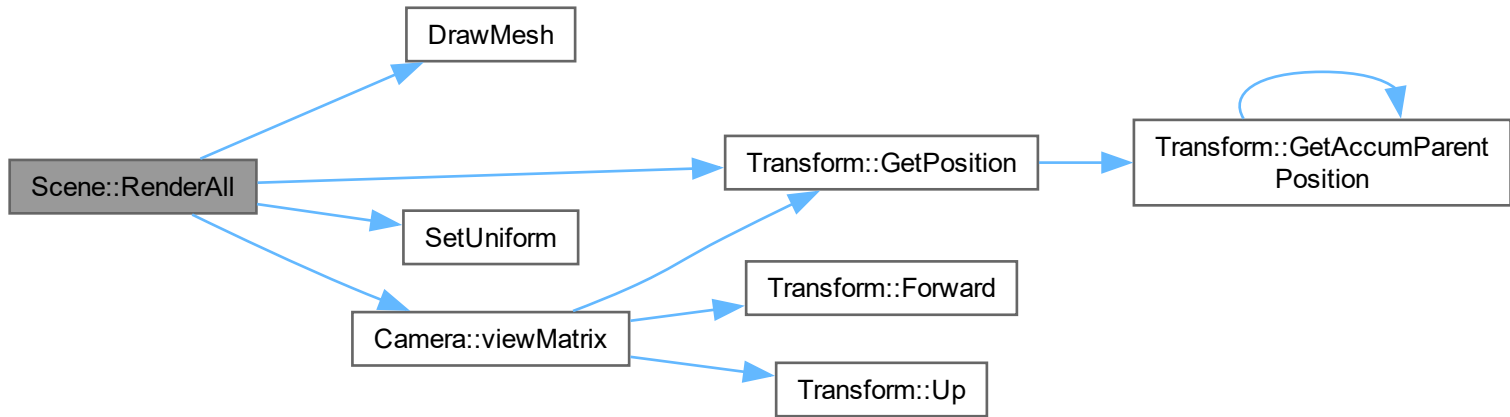 DrawMesh
Scene::RenderAll
Transform::GetPosition
Transform::GetAccumParent
Position
SetUniform
Camera::viewMatrix
Transform::Forward
Transform::Up